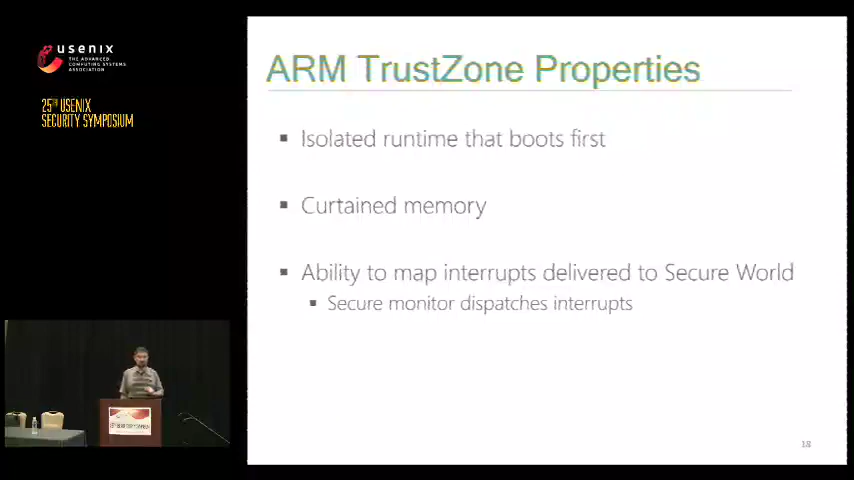 usenix
THE ADVANCED
COMPUTING SYSTEMS
ASSOCIATION
25TH USENIX
SECURITY SYMPOSIUM
ARM TrustZone Properties
▪ Isolated runtime that boots first
▪ Curtained memory
▪ Ability to map interrupts delivered to Secure World
▪ Secure monitor dispatches interrupts
18